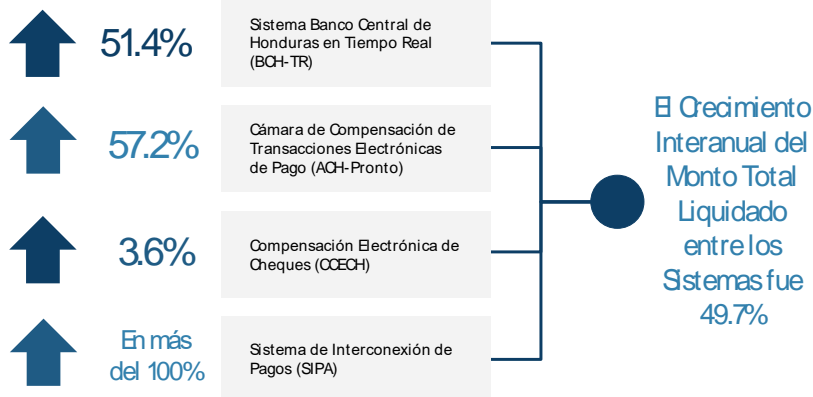 51.4%
Sistema Banco Central de
Honduras en Tiempo Real
(BCH-TR)
57.2%
Cámara de Compensación de
Transacciones Electrónicas
de Pago (ACH-Pronto)
3.6%
Compensación Electrónica de
Cheques (CCECH)
En más
del 100%
Sistema de Interconexión de
Pagos (SIPA)
El Crecimiento
Interanual del
Monto Total
Liquidado
entre los
Sistemas fue
49.7%